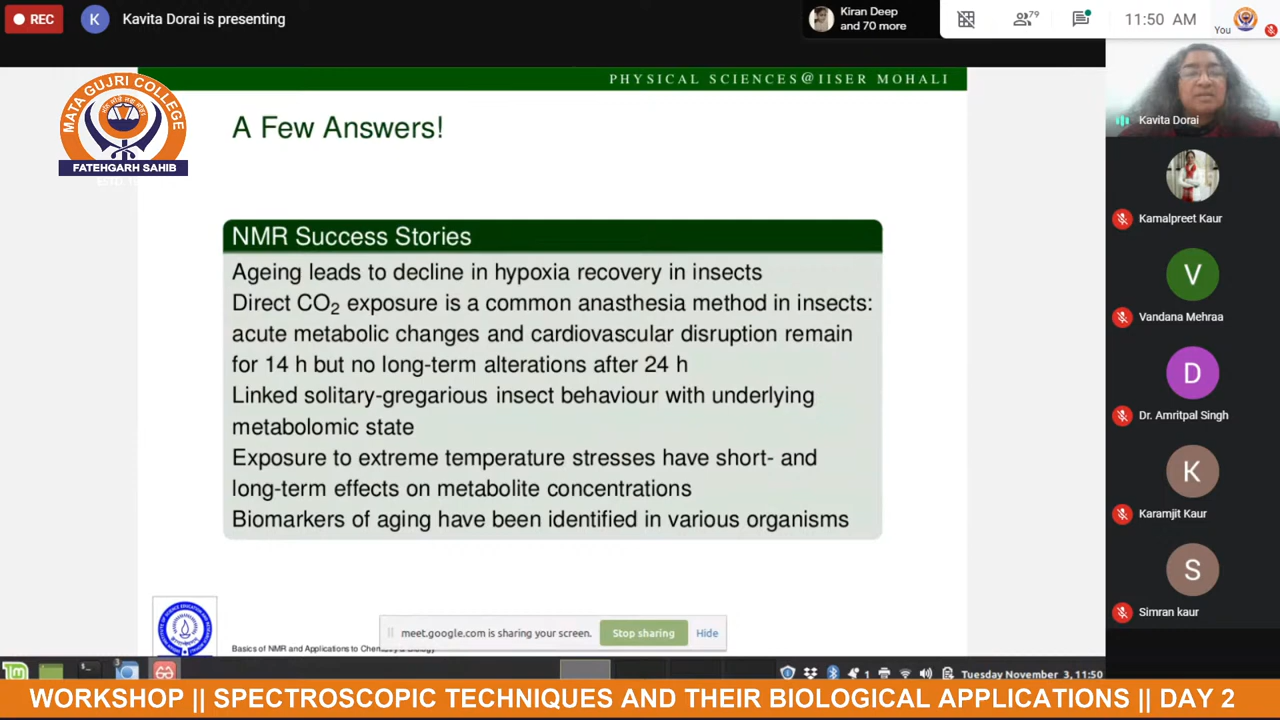 REC
K
Kavita Dorai is presenting
Kiran Deep
and 70 more
79
11:50 AM
You
PHYSICAL SCIENCES@IISER MOHALI
MATA GUJRI COLLEGE
FATEHGARH SAHIB
A Few Answers!
NMR Success Stories
Ageing leads to decline in hypoxia recovery in insects
Direct CO2 exposure is a common anasthesia method in insects:
acute metabolic changes and cardiovascular disruption remain
for 14 h but no long-term alterations after 24 h
Linked solitary-gregarious insect behaviour with underlying
metabolomic state
Exposure to extreme temperature stresses have short- and
long-term effects on metabolite concentrations
Biomarkers of aging have been identified in various organisms
Kavita Dorai
Kamalpreet Kaur
V
Vandana Mehraa
D
Dr. Amritpal Singh
K
Karamjit Kaur
S
Simran kaur
meet.google.com is sharing your screen.
Stop sharing
Hide
Basics of NMR and Applications to Chemistry & Biology
3
1
Tuesday November 3, 11:50
WORKSHOP || SPECTROSCOPIC TECHNIQUES AND THEIR BIOLOGICAL APPLICATIONS || DAY 2